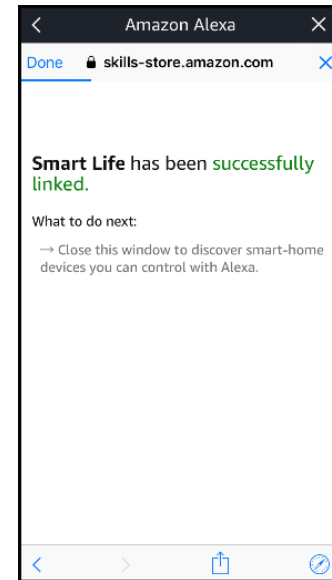 Amazon Alexa
Done skills-store.amazon.com
Smart Life has been successfully
linked.
What to do next:
→ Close this window to discover smart-home
devices you can control with Alexa.